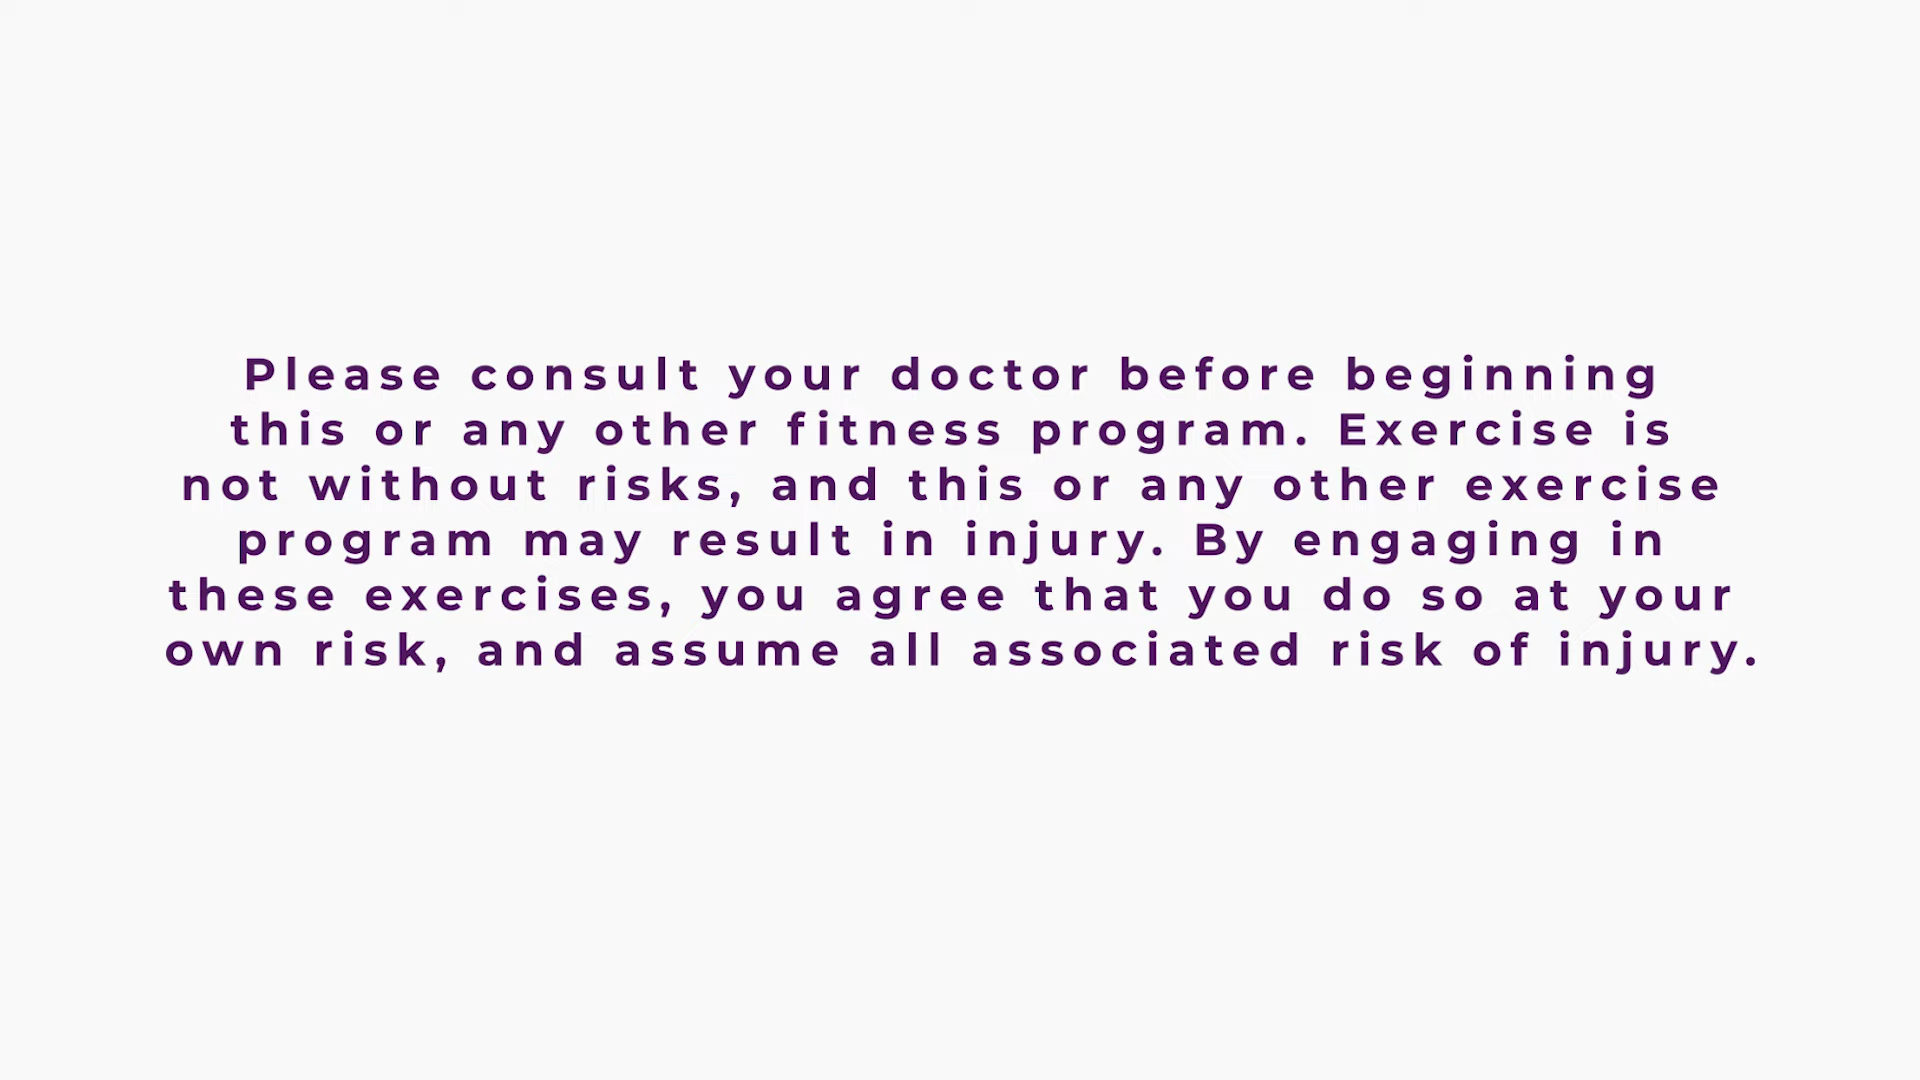 Please consult your doctor before beginning
this or any other fitness program. Exercise is
not without risks, and this or any other exercise
program may result in injury. By engaging in
these exercises, you agree that you do so at your
own risk, and assume all associated risk of injury.